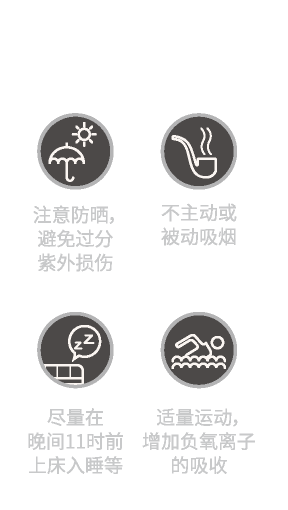 注意防晒,
避免过分
紫外损伤
不主动或
被动吸烟
zZ
尽量在
晚间11时前
上床入睡等
适量运动,
增加负氧离子
的吸收